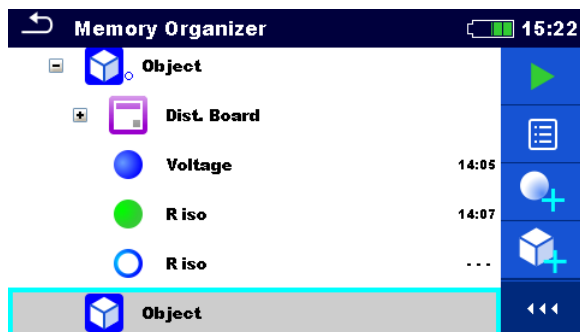 Memory Organizer 15:22
Object
Dist. Board
Voltage 14:05
R iso 14:07
R iso ---
Object